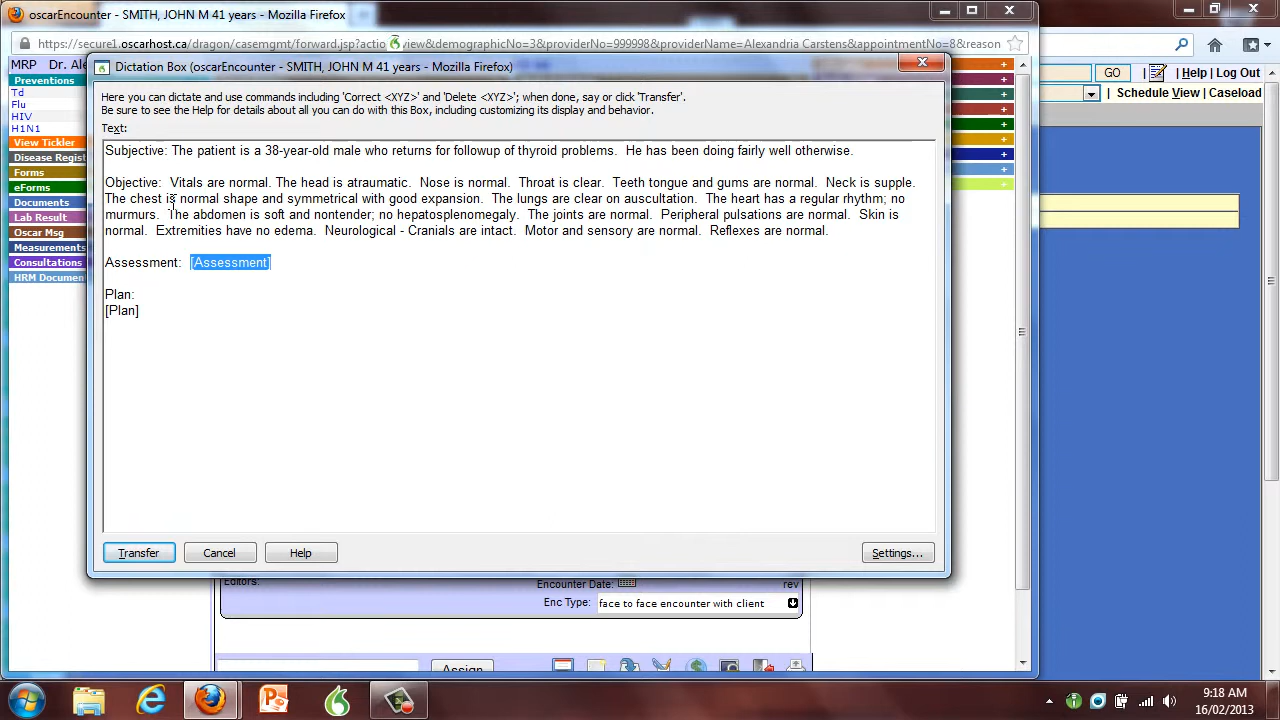 oscarEncounter - SMITH, JOHN M 41 years - Mozilla Firefox
https://secure1.oscarhost.ca/dragon/casemgmt/forward.jsp?actio view&demographicNo=3&providerNo=999998&providerName=Alexandria Carstens&appointmentNo=8&reason
MRP Dr. Ale
GO | Help | Log Out
Schedule View | Caseload
Preventions
Td
Flu
HIV
H1N1
View Tickler
Disease Regist
Forms
eForms
Documents
Lab Result
Oscar Msg
Measurements
Consultations
HRM Documen
Dictation Box (oscarEncounter - SMITH, JOHN M 41 years - Mozilla Firefox)
Here you can dictate and use commands including 'Correct <XYZ>' and 'Delete <XYZ>'; when done, say or click 'Transfer'.
Be sure to see the Help for details about all you can do with this Box, including customizing its display and behavior.
Text:
Subjective: The patient is a 38-year-old male who returns for followup of thyroid problems. He has been doing fairly well otherwise.
Objective: Vitals are normal. The head is atraumatic. Nose is normal. Throat is clear. Teeth tongue and gums are normal. Neck is supple.
The chest is normal shape and symmetrical with good expansion. The lungs are clear on auscultation. The heart has a regular rhythm; no
murmurs. The abdomen is soft and nontender; no hepatosplenomegaly. The joints are normal. Peripheral pulsations are normal. Skin is
normal. Extremities have no edema. Neurological - Cranials are intact. Motor and sensory are normal. Reflexes are normal.
Assessment: [Assessment]
Plan:
[Plan]
Transfer
Cancel
Help
Settings...
Editors:
Encounter Date:
rev
Enc Type: face to face encounter with client
Assign
9:18 AM
16/02/2013